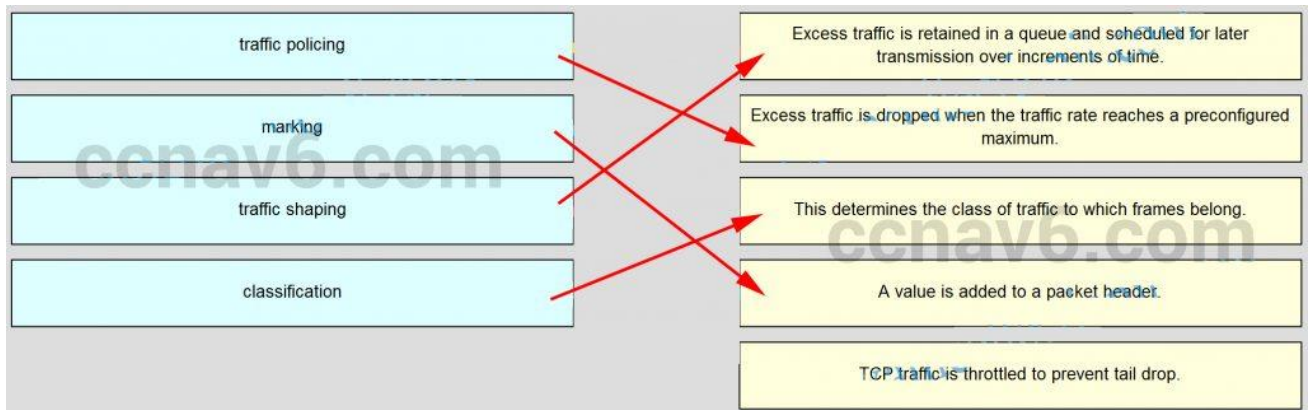 traffic policing
marking
traffic shaping
classification
Excess traffic is retained in a queue and scheduled for later
transmission over increments of time.
Excess traffic is dropped when the traffic rate reaches a preconfigured
maximum.
This determines the class of traffic to which frames belong.
A value is added to a packet header.
TCP traffic is throttled to prevent tail drop.
ccnav6.com
ccnav6.com